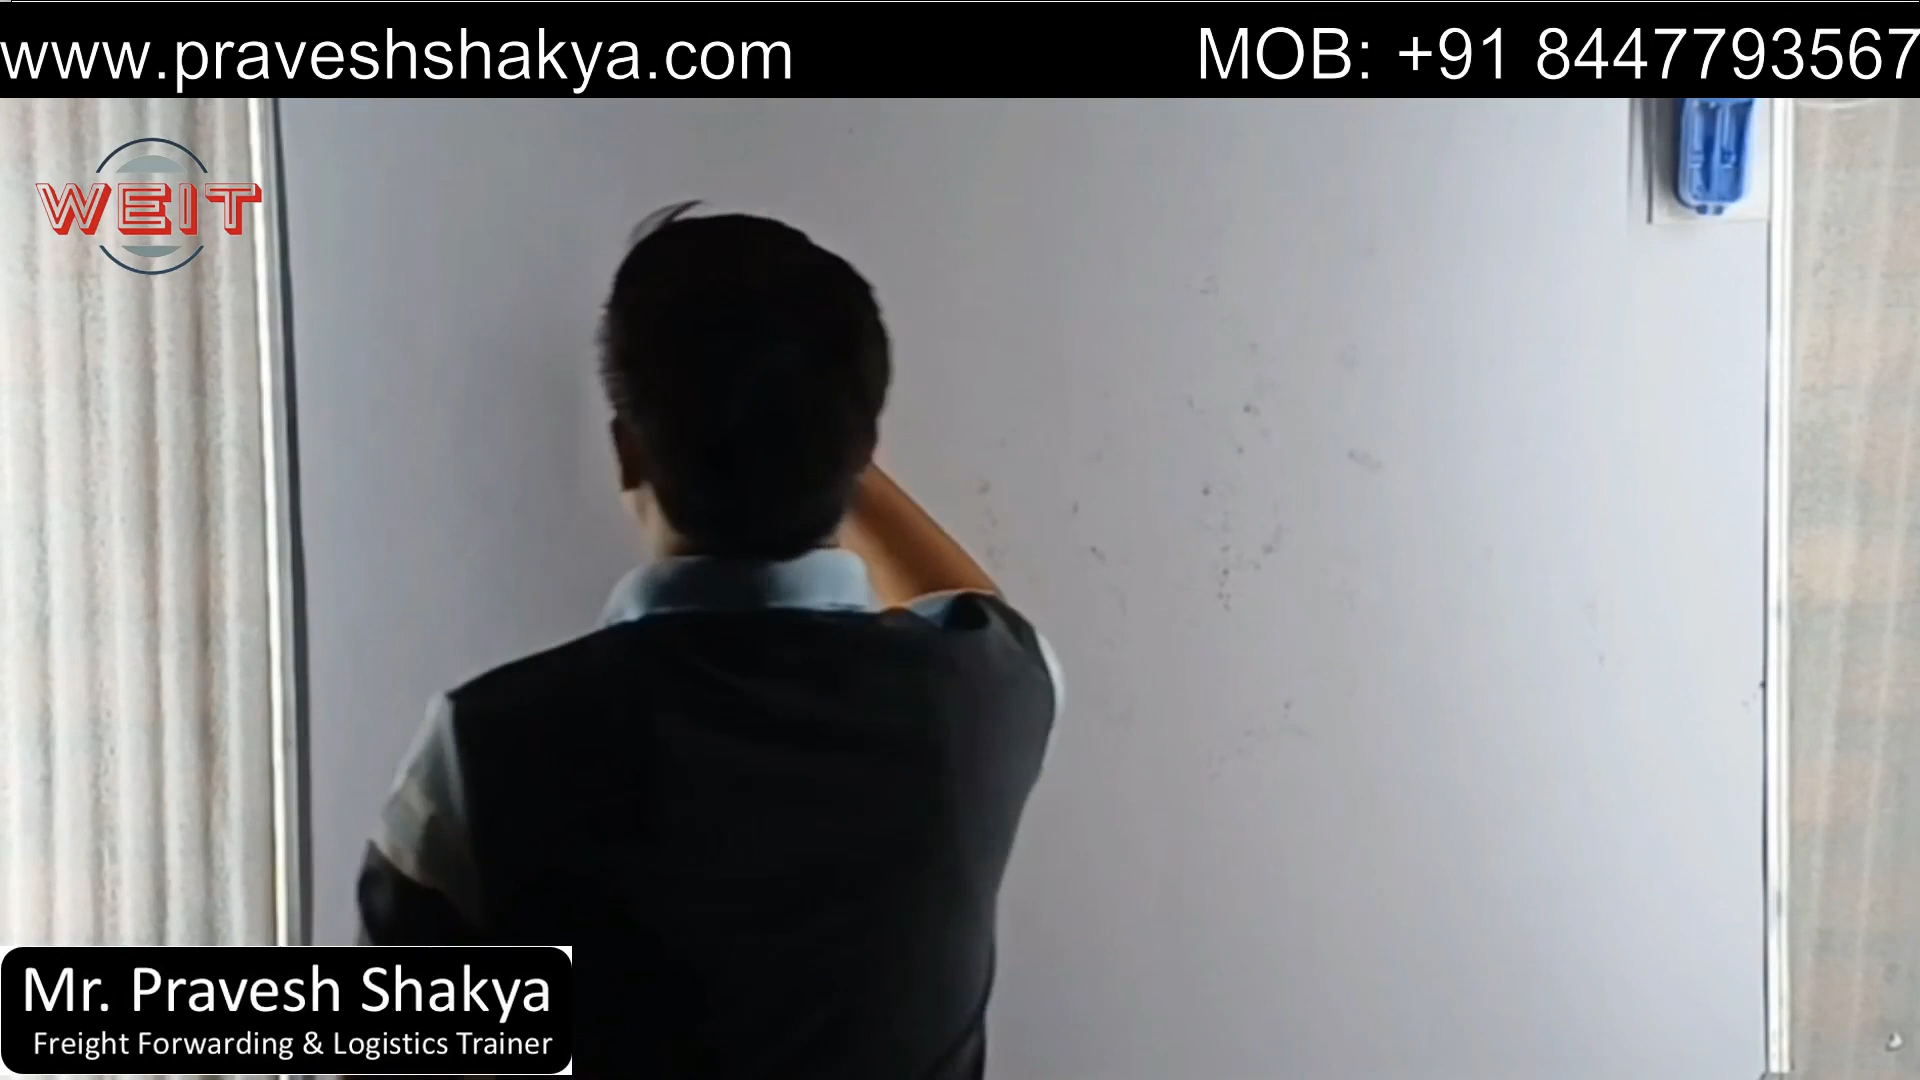 www.praveshshakya.com
MOB: +91 8447793567
WEIT
Mr. Pravesh Shakya
Freight Forwarding & Logistics Trainer